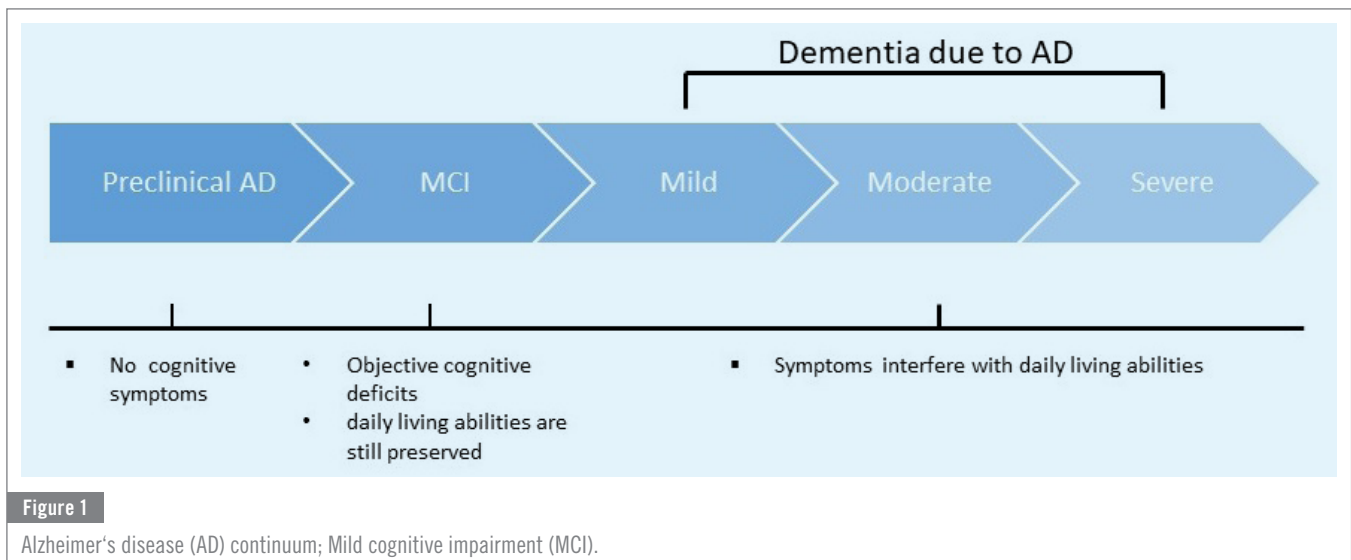 Dementia due to AD
Preclinical AD
MCI
Mild
Moderate
Severe
▪ No cognitive
symptoms
• Objective cognitive
deficits
• daily living abilities are
still preserved
▪ Symptoms interfere with daily living abilities
Figure 1
Alzheimer‘s disease (AD) continuum; Mild cognitive impairment (MCI).